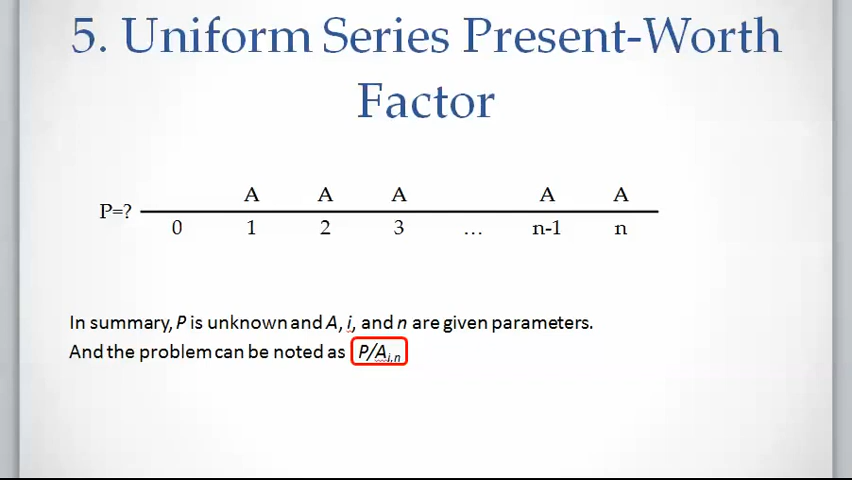 5. Uniform Series Present-Worth
Factor
A A A A A
P=?
0 1 2 3 ... n-1 n
In summary, P is unknown and A, i, and n are given parameters.
And the problem can be noted as P/Ai,n